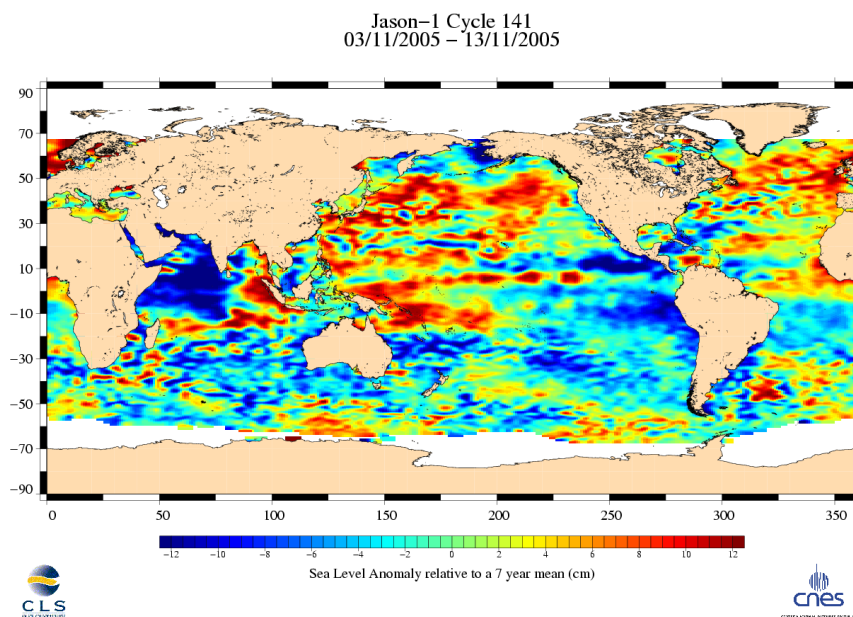 Jason−1 Cycle 141
03/11/2005 − 13/11/2005
90
70
50
30
10
−10
−30
−50
−70
−90
0 50 100 150 200 250 300 350
−12 −10 −8 −6 −4 −2 0 2 4 6 8 10 12
Sea Level Anomaly relative to a 7 year mean (cm)
CLS
cnes